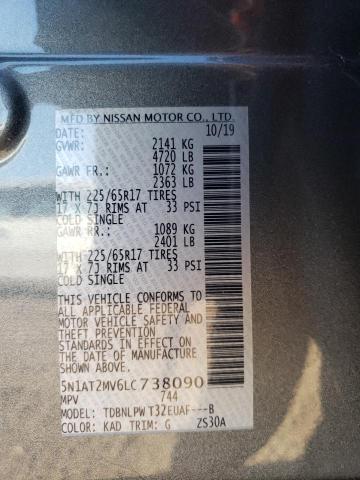 MFD BY NISSAN MOTOR CO., LTD.
DATE: 10/19
GVWR: 2141 KG
4720 LB
GAWR FR.: 1072 KG
2363 LB
WITH 225/65R17 TIRES
17 X 7J RIMS AT 33 PSI
COLD SINGLE
GAWR RR.: 1089 KG
2401 LB
WITH 225/65R17 TIRES
17 X 7J RIMS AT 33 PSI
COLD SINGLE
THIS VEHICLE CONFORMS TO
ALL APPLICABLE FEDERAL
MOTOR VEHICLE SAFETY AND
THEFT PREVENTION
STANDARDS IN EFFECT ON
THE DATE OF MANUFACTURE
SHOWN ABOVE.
5N1AT2MV6LC738090
MPV 744
MODEL: TDBNLPW T32EUAF---B
COLOR: KAD TRIM: G ZS30A